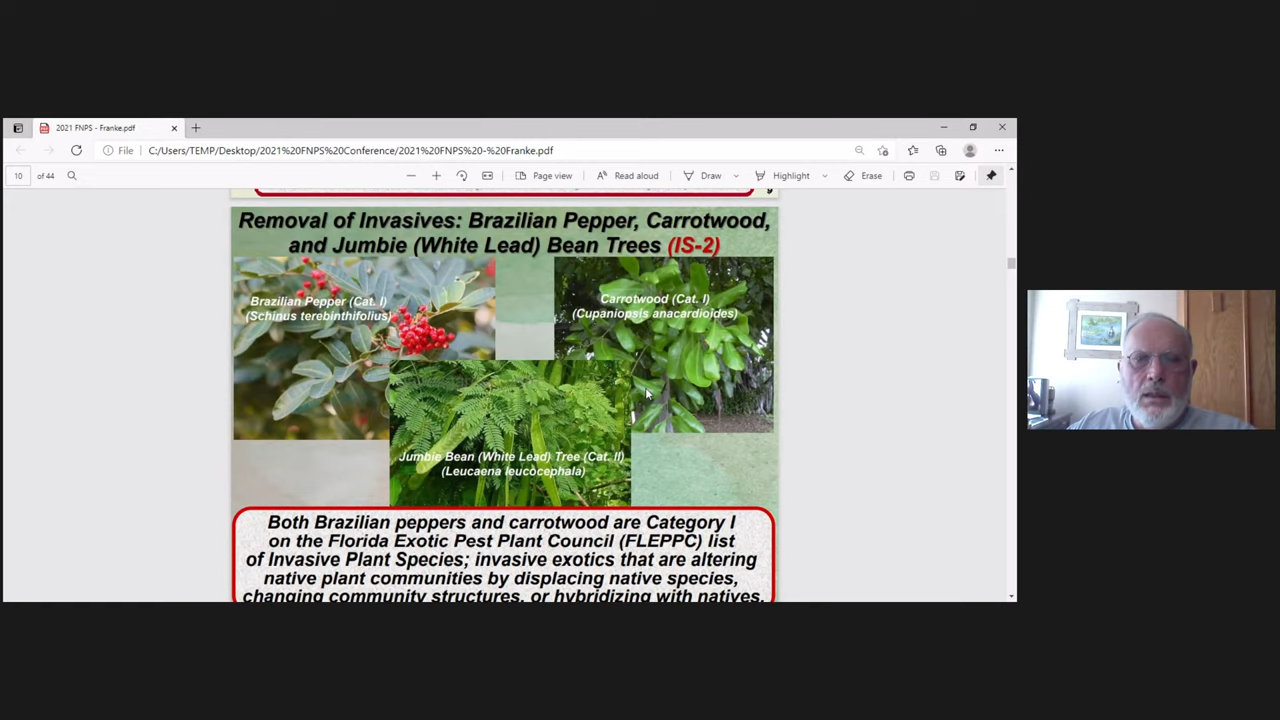 2021 FNPS - Franke.pdf
File
C:/Users/TEMP/Desktop/2021%20FNPS%20Conference/2021%20FNPS%20-%20Franke.pdf
10 of 44
Page view
Read aloud
Draw
Highlight
Erase
9
Removal of Invasives: Brazilian Pepper, Carrotwood,
and Jumbie (White Lead) Bean Trees (IS-2)
Brazilian Pepper (Cat. I)
(Schinus terebinthifolius)
Carrotwood (Cat. I)
(Cupaniopsis anacardioides)
Jumbie Bean (White Lead) Tree (Cat. II)
(Leucaena leucocephala)
Both Brazilian peppers and carrotwood are Category I
on the Florida Exotic Pest Plant Council (FLEPPC) list
of Invasive Plant Species; invasive exotics that are altering
native plant communities by displacing native species,
changing community structures, or hybridizing with natives.